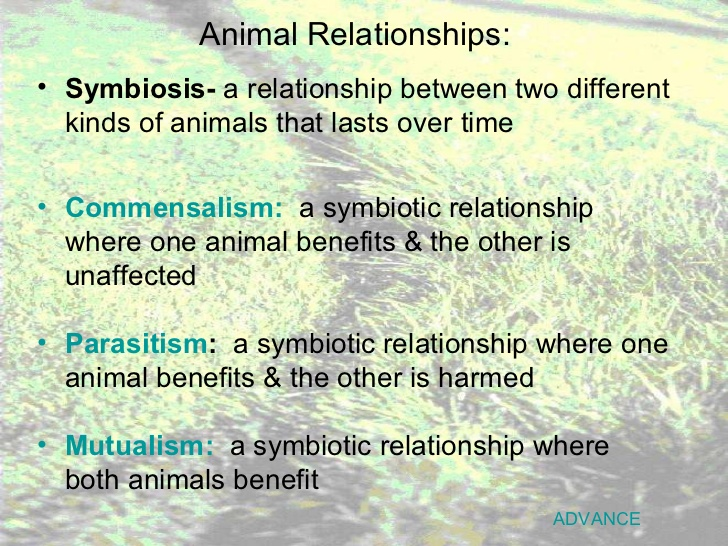 Animal Relationships:
• Symbiosis- a relationship between two different
kinds of animals that lasts over time
• Commensalism: a symbiotic relationship
where one animal benefits & the other is
unaffected
• Parasitism: a symbiotic relationship where one
animal benefits & the other is harmed
• Mutualism: a symbiotic relationship where
both animals benefit
ADVANCE